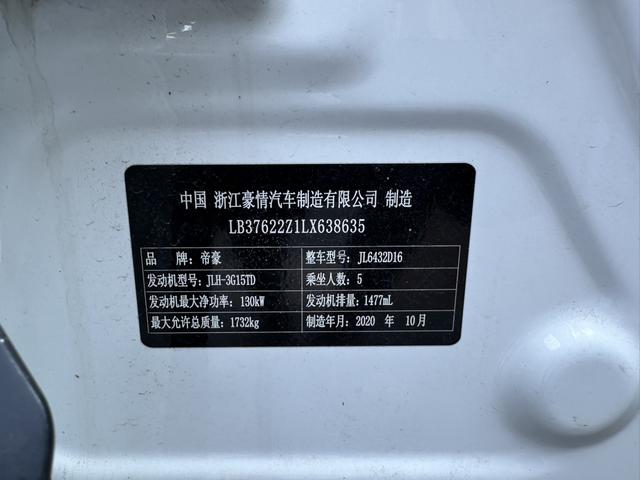 中国 浙江豪情汽车制造有限公司 制造
LB37622Z1LX638635
品 牌: 帝豪 整车型号: JL6432D16
发动机型号: JLH-3G15TD 乘坐人数: 5
发动机最大净功率: 130kW 发动机排量: 1477mL
最大允许总质量: 1732kg 制造年月: 2020 年 10月